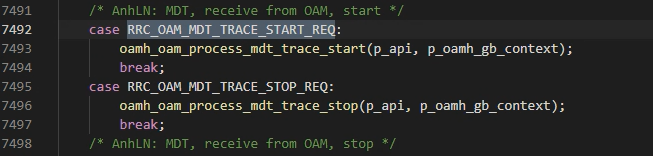 7491 /* AnhLN: MDT, receive from OAM, start */
7492 case RRC_OAM_MDT_TRACE_START_REQ:
7493 oamh_oam_process_mdt_trace_start(p_api, p_oamh_gb_context);
7494 break;
7495 case RRC_OAM_MDT_TRACE_STOP_REQ:
7496 oamh_oam_process_mdt_trace_stop(p_api, p_oamh_gb_context);
7497 break;
7498 /* AnhLN: MDT, receive from OAM, stop */